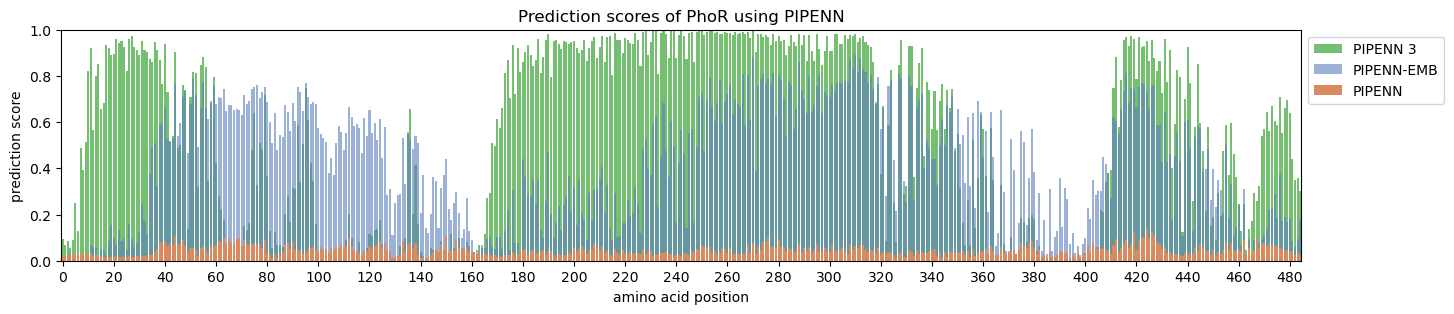 Prediction scores of PhoR using PIPENN
1.0
0.8
0.6
0.4
0.2
0.0
prediction score
0 20 40 60 80 100 120 140 160 180 200 220 240 260 280 300 320 340 360 380 400 420 440 460 480
amino acid position
PIPENN 3
PIPENN-EMB
PIPENN